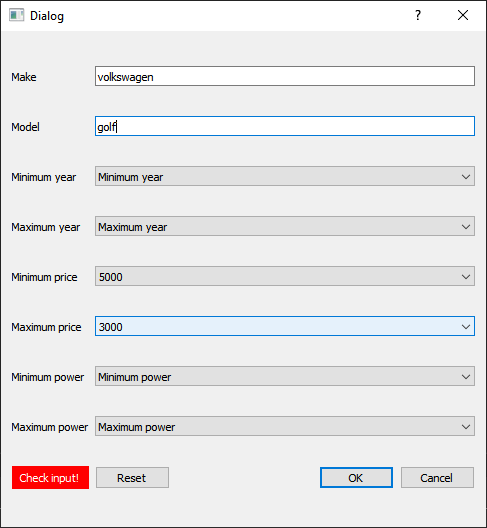 Dialog
Make volkswagen
Model golf
Minimum year Minimum year
Maximum year Maximum year
Minimum price 5000
Maximum price 3000
Minimum power Minimum power
Maximum power Maximum power
Check input! Reset OK Cancel